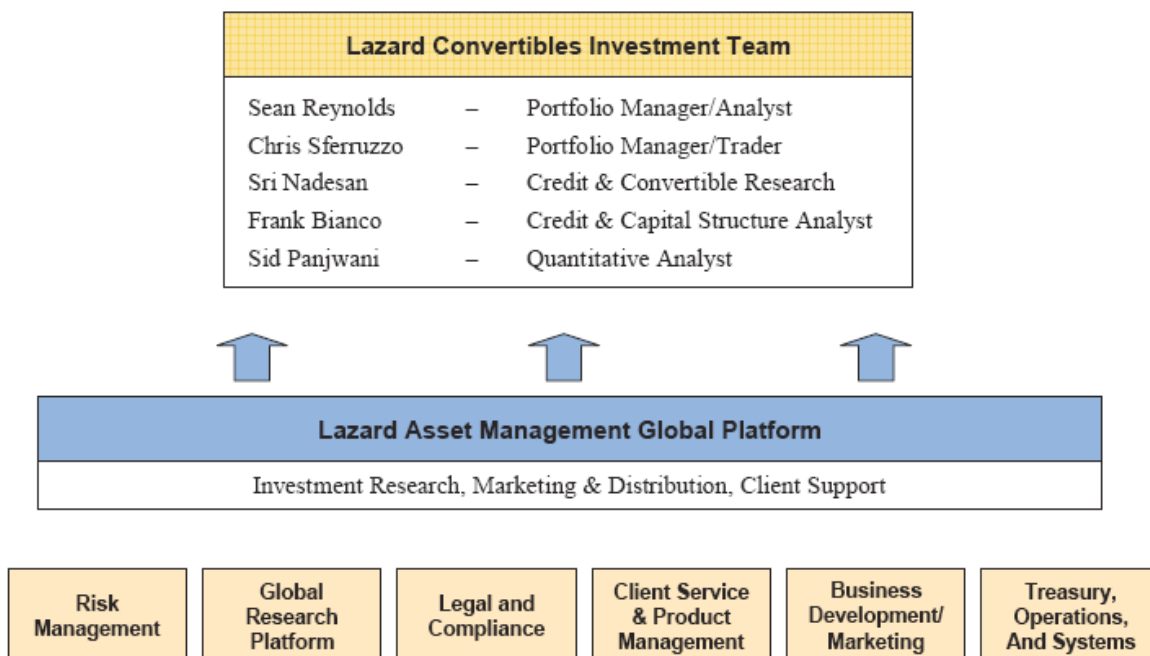 Lazard Convertibles Investment Team
Sean Reynolds – Portfolio Manager/Analyst
Chris Sferruzzo – Portfolio Manager/Trader
Sri Nadesan – Credit & Convertible Research
Frank Bianco – Credit & Capital Structure Analyst
Sid Panjwani – Quantitative Analyst
Lazard Asset Management Global Platform
Investment Research, Marketing & Distribution, Client Support
Risk
Management
Global
Research
Platform
Legal and
Compliance
Client Service
& Product
Management
Business
Development/
Marketing
Treasury,
Operations,
And Systems